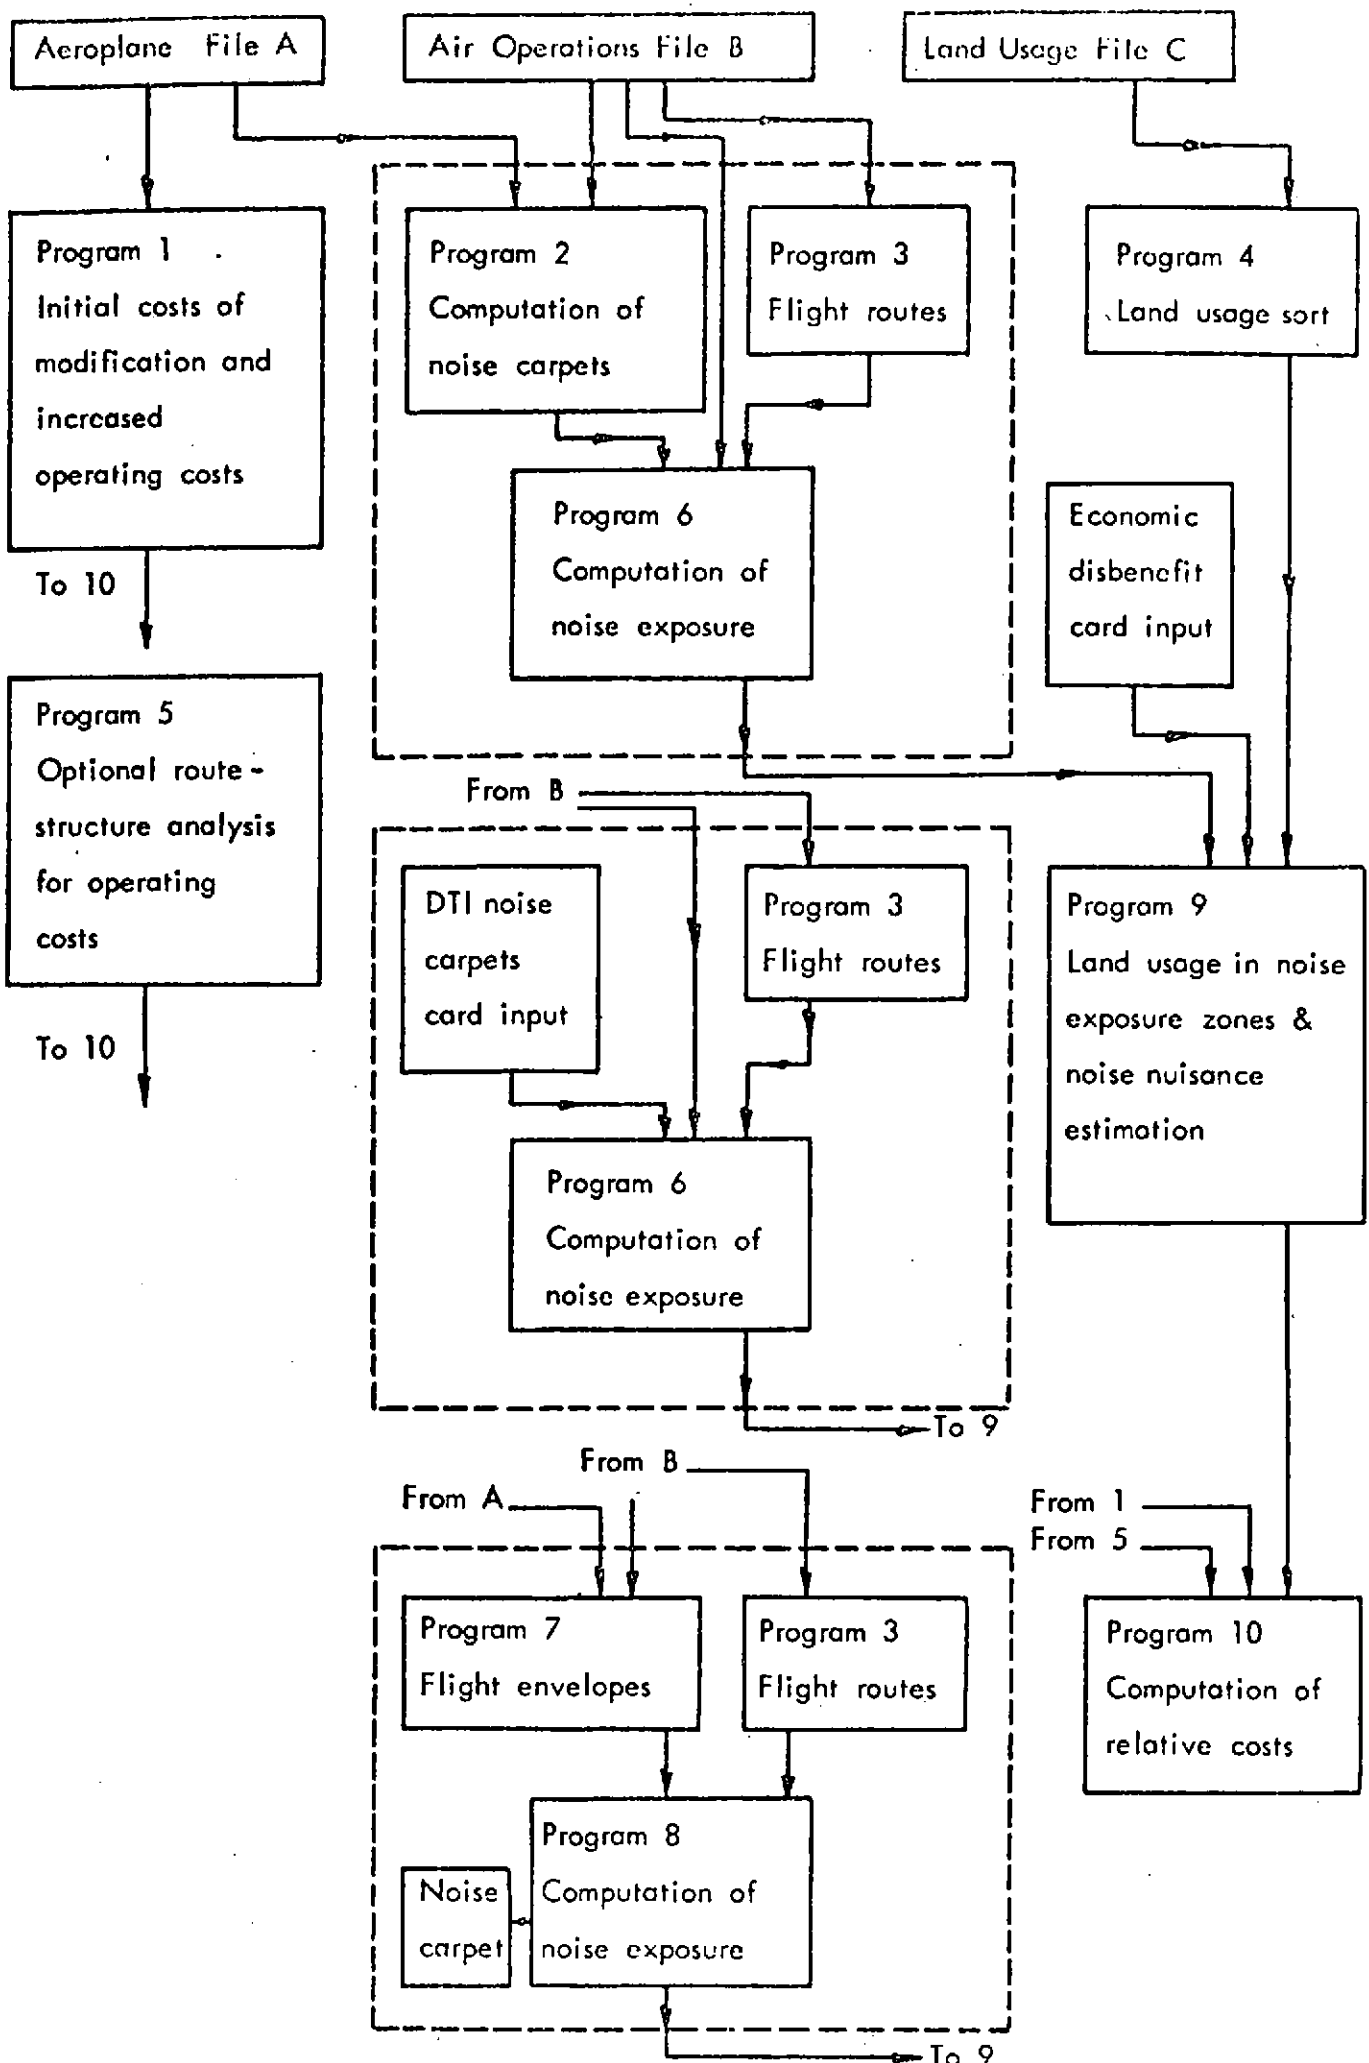 Aeroplane File A
Air Operations File B
Land Usage File C
Program 1
Initial costs of
modification and
increased
operating costs
To 10
Program 2
Computation of
noise carpets
Program 3
Flight routes
Program 4
Land usage sort
Program 6
Computation of
noise exposure
Economic
disbenefit
card input
Program 5
Optional route-
structure analysis
for operating
costs
To 10
From B
DTI noise
carpets
card input
Program 3
Flight routes
Program 9
Land usage in noise
exposure zones &
noise nuisance
estimation
Program 6
Computation of
noise exposure
To 9
From B
From A
From 1
From 5
Program 7
Flight envelopes
Program 3
Flight routes
Program 10
Computation of
relative costs
Program 8
Computation of
noise exposure
Noise
carpet
To 9